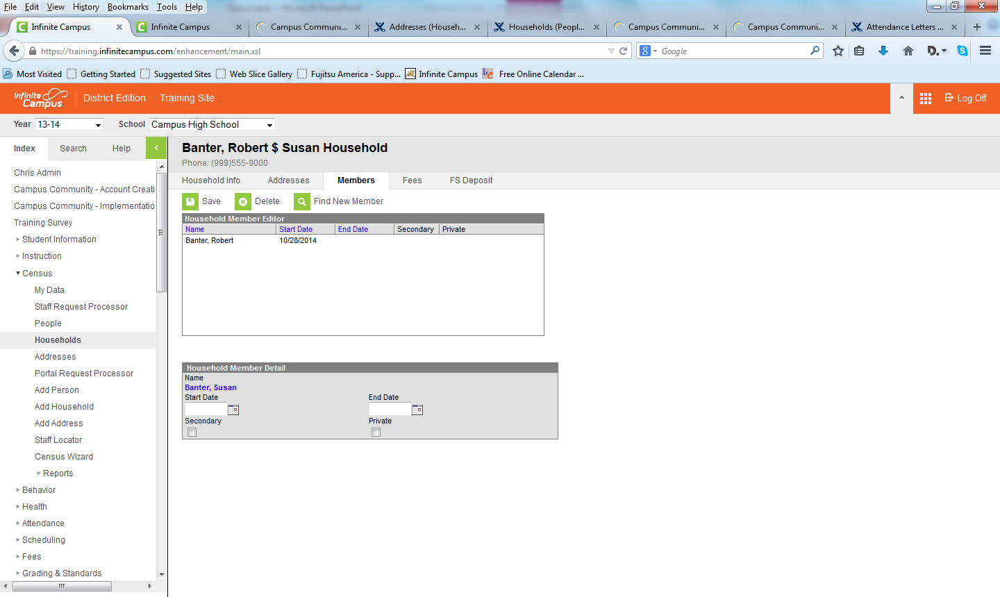 File Edit View History Bookmarks Tools Help
Infinite Campus Infinite Campus Campus Communi... Addresses (Househ... Households (Peopl... Campus Communi... Campus Communi... Attendance Letters ...
https://training.infinitecampus.com/enhancement/main.xsl Google
Most Visited Getting Started Suggested Sites Web Slice Gallery Fujitsu America - Supp... Infinite Campus Free Online Calendar ...
Infinite Campus District Edition Training Site Log Off
Year 13-14 School Campus High School
Index Search Help
Banter, Robert $ Susan Household
Phone: (999)555-9000
Household Info Addresses Members Fees FS Deposit
Save Delete Find New Member
Household Member Editor
Name Start Date End Date Secondary Private
Banter, Robert 10/28/2014
Household Member Detail
Name
Banter, Susan
Start Date End Date
Secondary Private
Chris Admin
Campus Community - Account Creati
Campus Community - Implementatio
Training Survey
Student Information
Instruction
Census
My Data
Staff Request Processor
People
Households
Addresses
Portal Request Processor
Add Person
Add Household
Add Address
Staff Locator
Census Wizard
Reports
Behavior
Health
Attendance
Scheduling
Fees
Grading & Standards